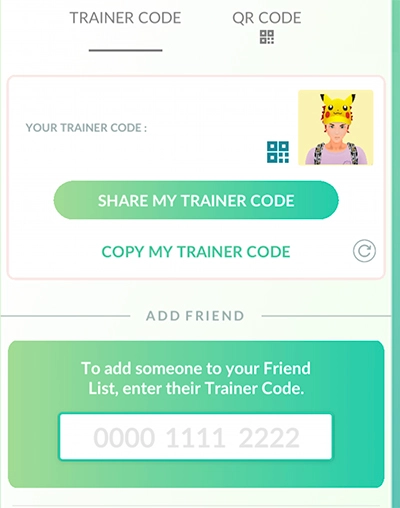 TRAINER CODE
QR CODE
YOUR TRAINER CODE :
SHARE MY TRAINER CODE
COPY MY TRAINER CODE
ADD FRIEND
To add someone to your Friend
List, enter their Trainer Code.
0000 1111 2222